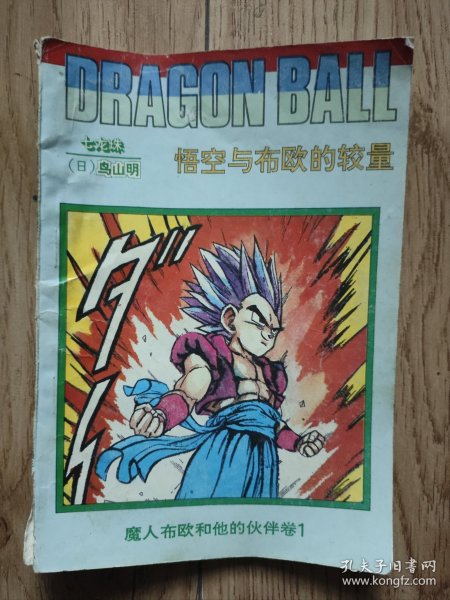 DRAGON BALL
七龙珠
(日) 鸟山明
悟空与布欧的较量
ダ゛ー
魔人布欧和他的伙伴卷1
孔夫子旧书网
www.kongfz.com